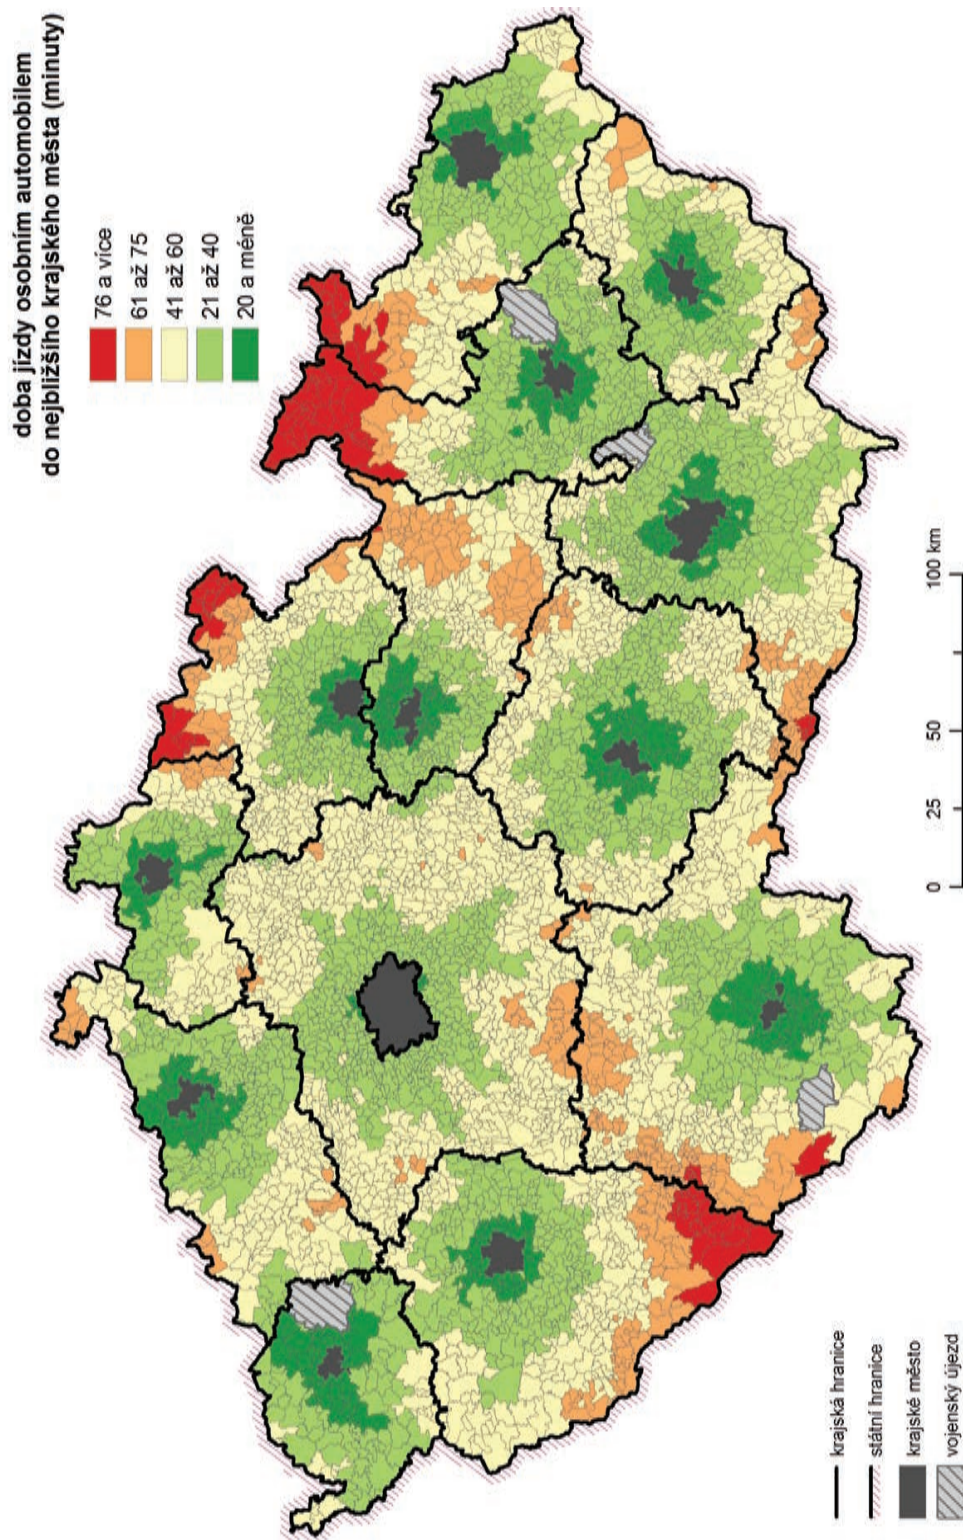 doba jízdy osobním automobilem
do nejbližšího krajského města (minuty)
76 a více
61 až 75
41 až 60
21 až 40
20 a méně
krajská hranice
státní hranice
krajské město
vojenský újezd
0 25 50 100 km